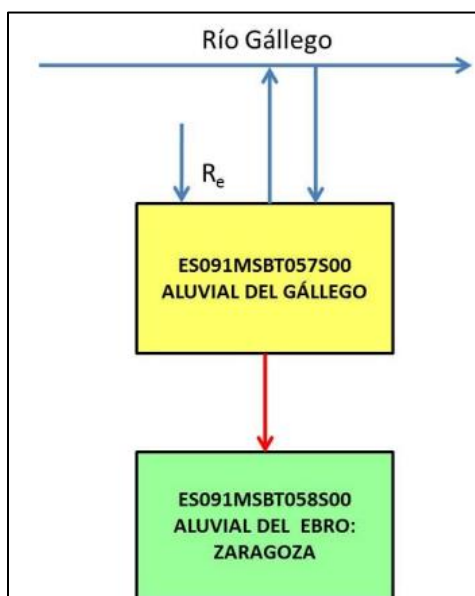 Río Gállego
Re
ES091MSBT057S00
ALUVIAL DEL GÁLLEGO
ES091MSBT058S00
ALUVIAL DEL EBRO:
ZARAGOZA